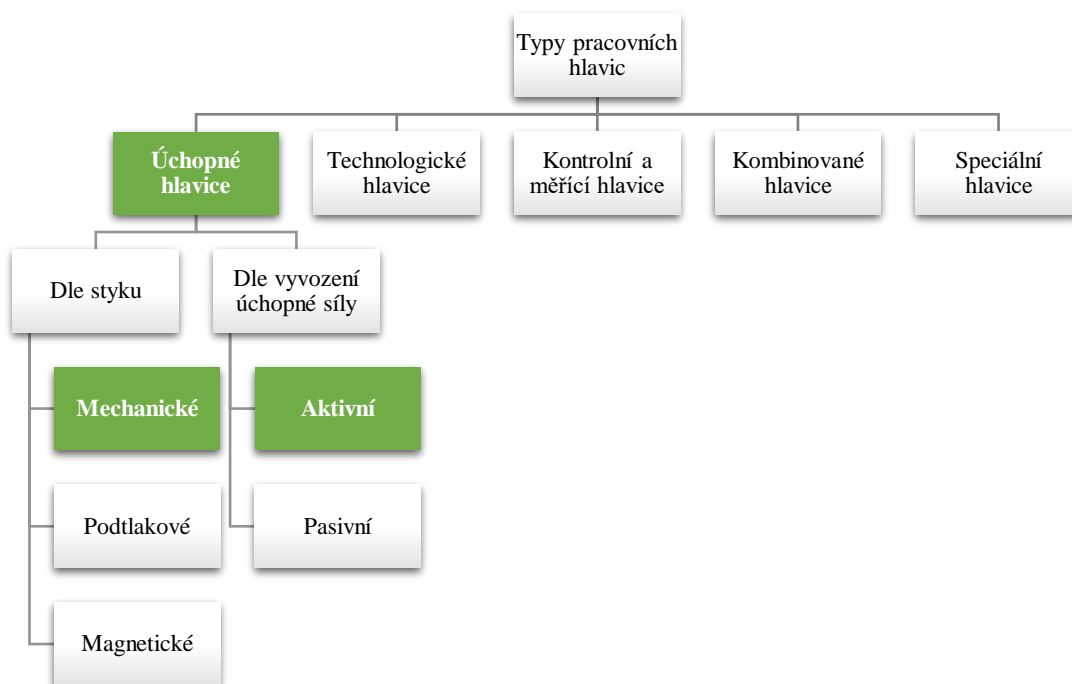 Typy pracovních
hlavic
Úchopné
hlavice
Technologické
hlavice
Kontrolní a
měřící hlavice
Kombinované
hlavice
Speciální
hlavice
Dle styku
Dle vyvození
úchopné síly
Mechanické
Aktivní
Podtlakové
Pasivní
Magnetické